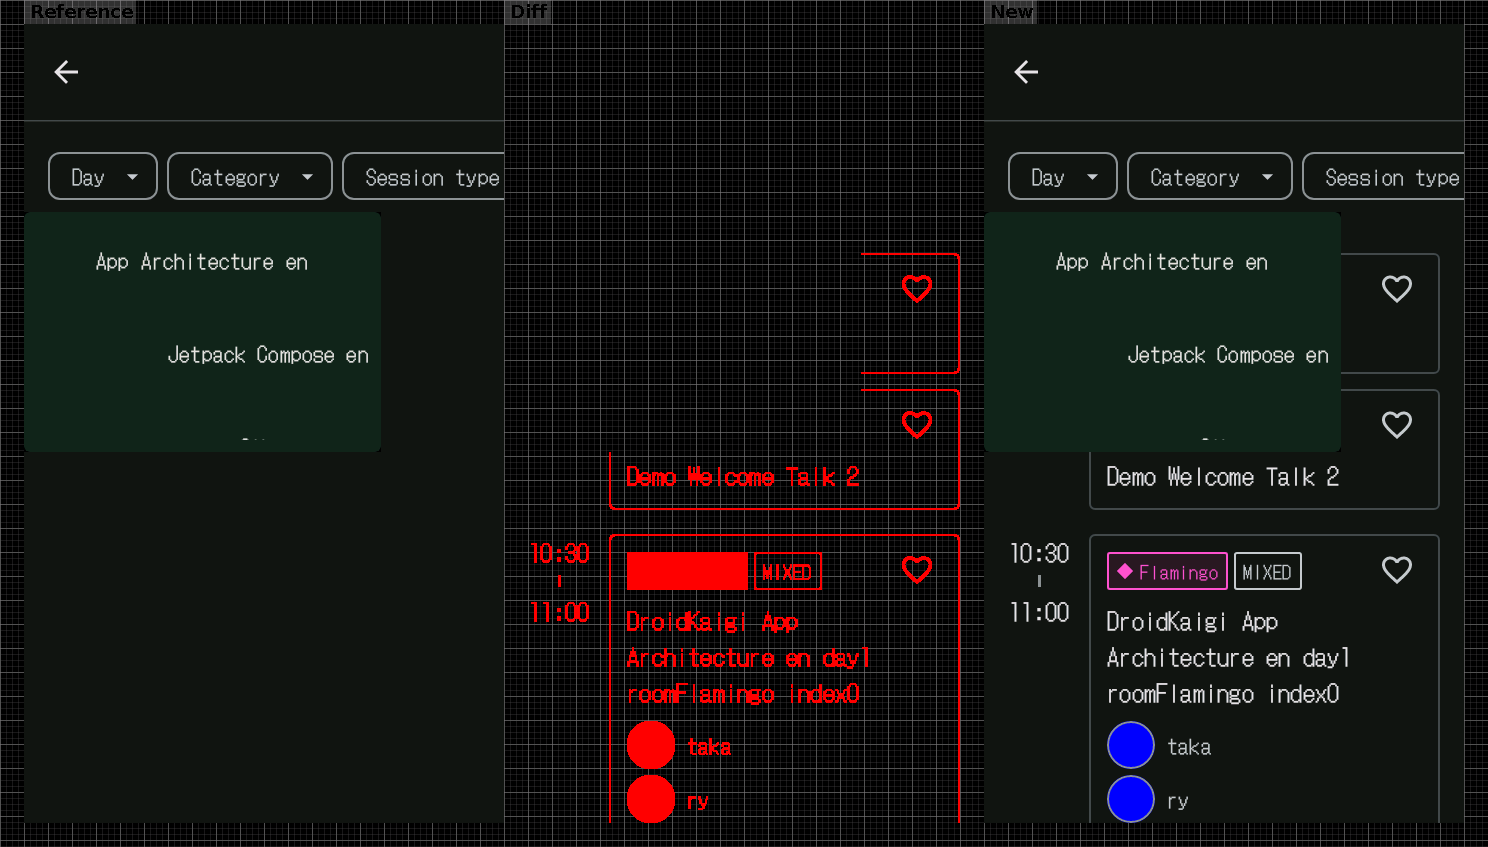 Reference
Diff
New
Day
Category
Session type
App Architecture en
Jetpack Compose en
Demo Welcome Talk 2
10:30
11:00
MIXED
DroidKaigi App
Architecture en day1
roomFlamingo index0
taka
ry
Day
Category
Session type
App Architecture en
Jetpack Compose en
Demo Welcome Talk 2
10:30
11:00
Flamingo
MIXED
DroidKaigi App
Architecture en day1
roomFlamingo index0
taka
ry